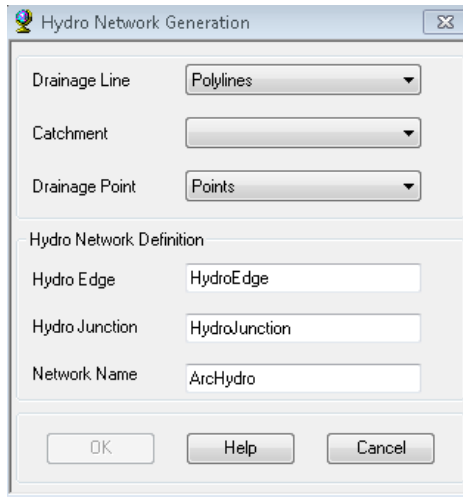 Hydro Network Generation
Drainage Line Polylines
Catchment
Drainage Point Points
Hydro Network Definition
Hydro Edge HydroEdge
Hydro Junction HydroJunction
Network Name ArcHydro
OK Help Cancel